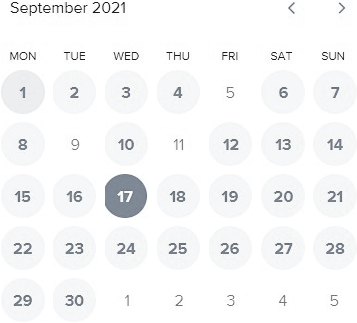 September 2021
MON TUE WED THU FRI SAT SUN
1 2 3 4 5 6 7
8 9 10 11 12 13 14
15 16 17 18 19 20 21
22 23 24 25 26 27 28
29 30 1 2 3 4 5